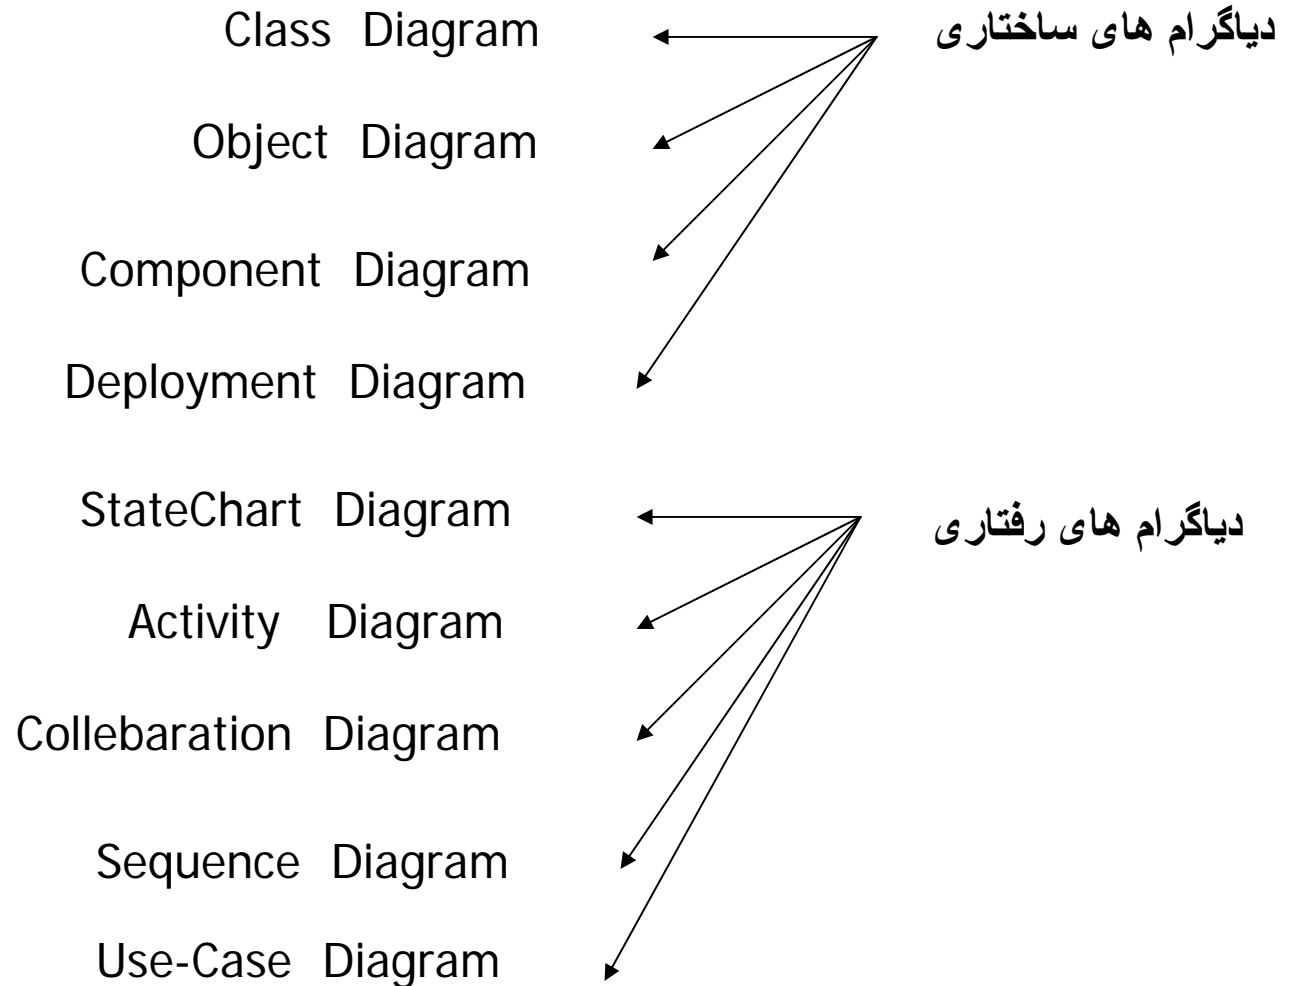 Class Diagram
دیاگرام های ساختاری
Object Diagram
Component Diagram
Deployment Diagram
StateChart Diagram
دیاگرام های رفتاری
Activity Diagram
Collebaration Diagram
Sequence Diagram
Use-Case Diagram